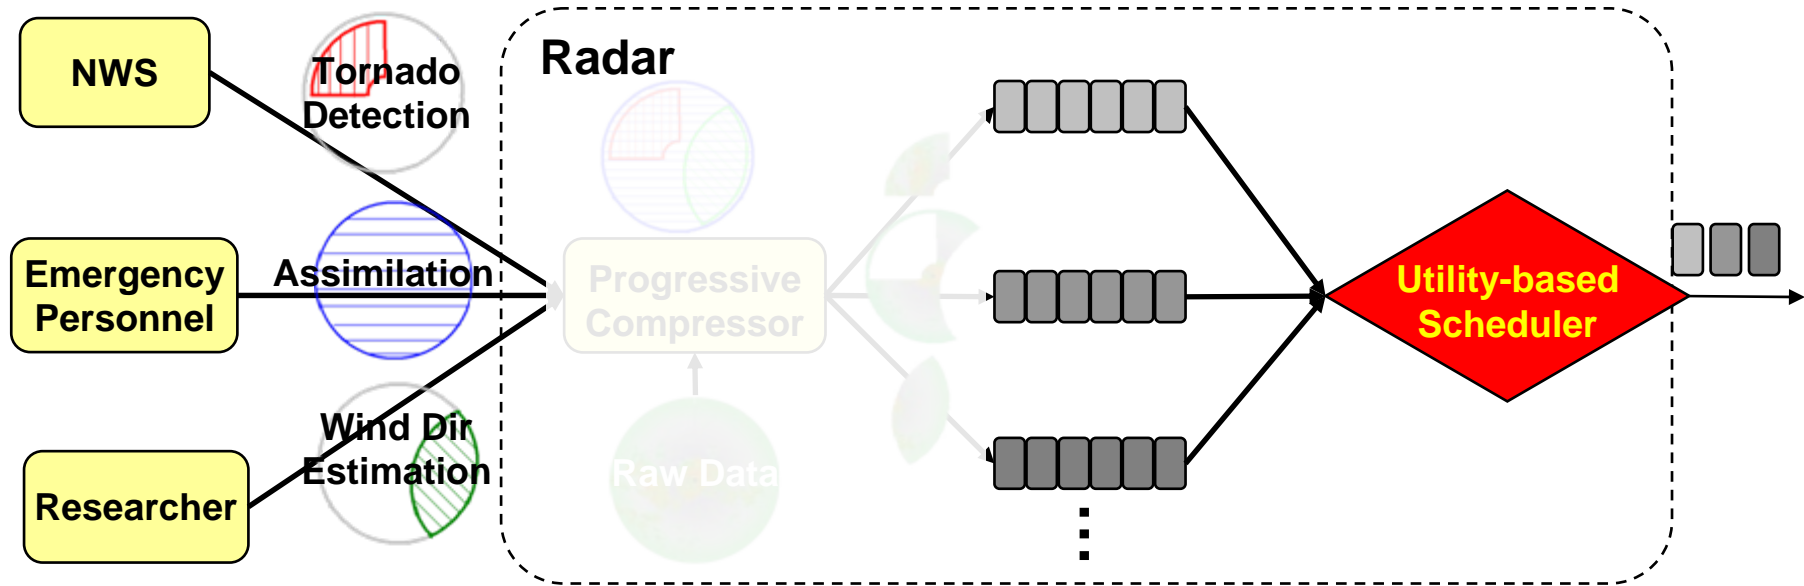 NWS
Tornado
Detection
Radar
Emergency
Personnel
Assimilation
Progressive
Compressor
Utility-based
Scheduler
Wind Dir
Estimation
Researcher
Raw Data